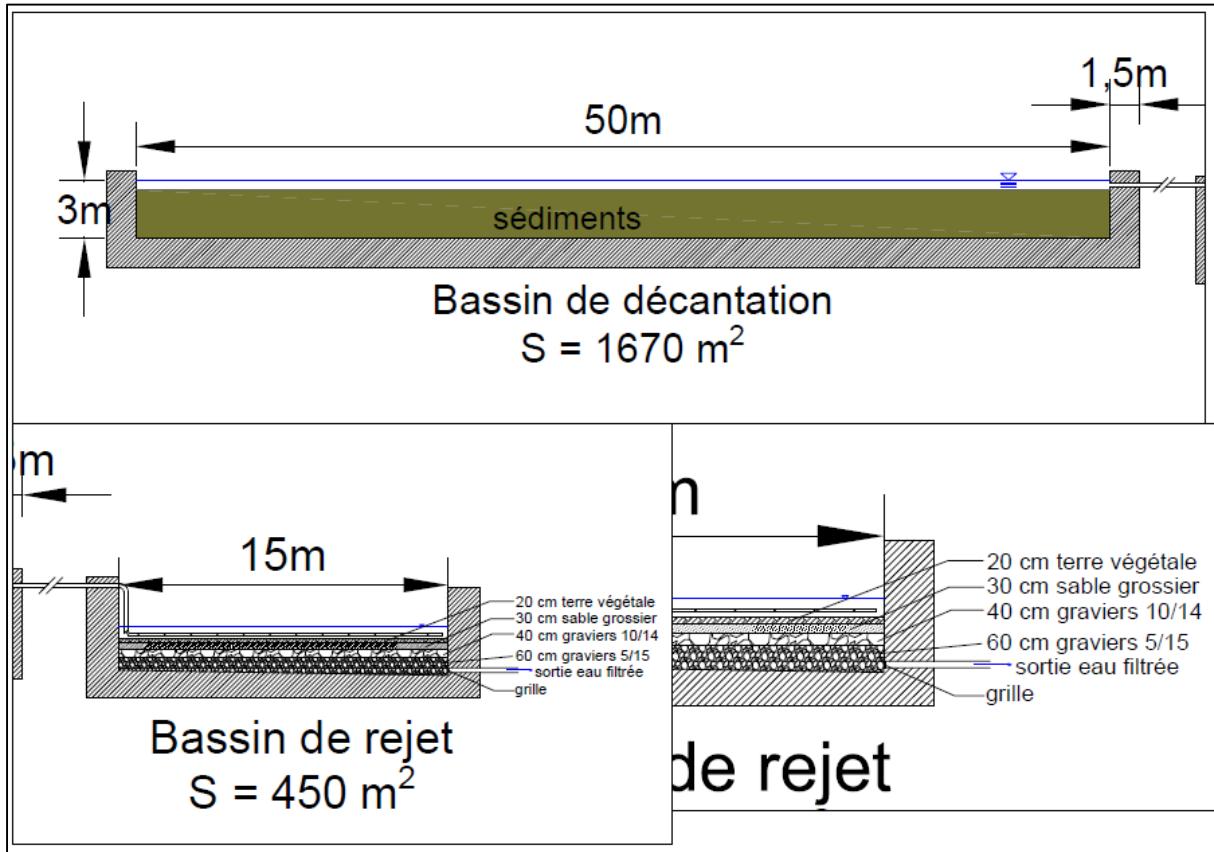 1,5m
50m
3m
sédiments
Bassin de décantation
S = 1670 m²
m
15m
20 cm terre végétale
30 cm sable grossier
40 cm graviers 10/14
60 cm graviers 5/15
sortie eau filtrée
grille
Bassin de rejet
S = 450 m²
20 cm terre végétale
30 cm sable grossier
40 cm graviers 10/14
60 cm graviers 5/15
sortie eau filtrée
grille
de rejet